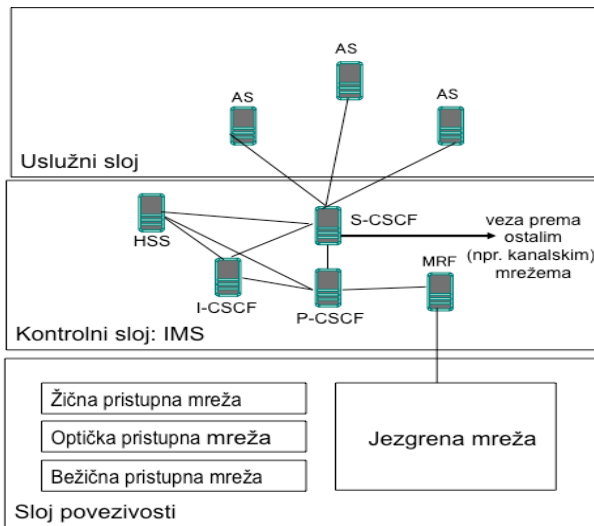 AS
AS
AS
Uslužni sloj
HSS
S-CSCF
veza prema
ostalim
(npr. kanalskim)
mrežema
MRF
I-CSCF
P-CSCF
Kontrolni sloj: IMS
Žična pristupna mreža
Optička pristupna mreža
Bežična pristupna mreža
Jezgrena mreža
Sloj povezivosti